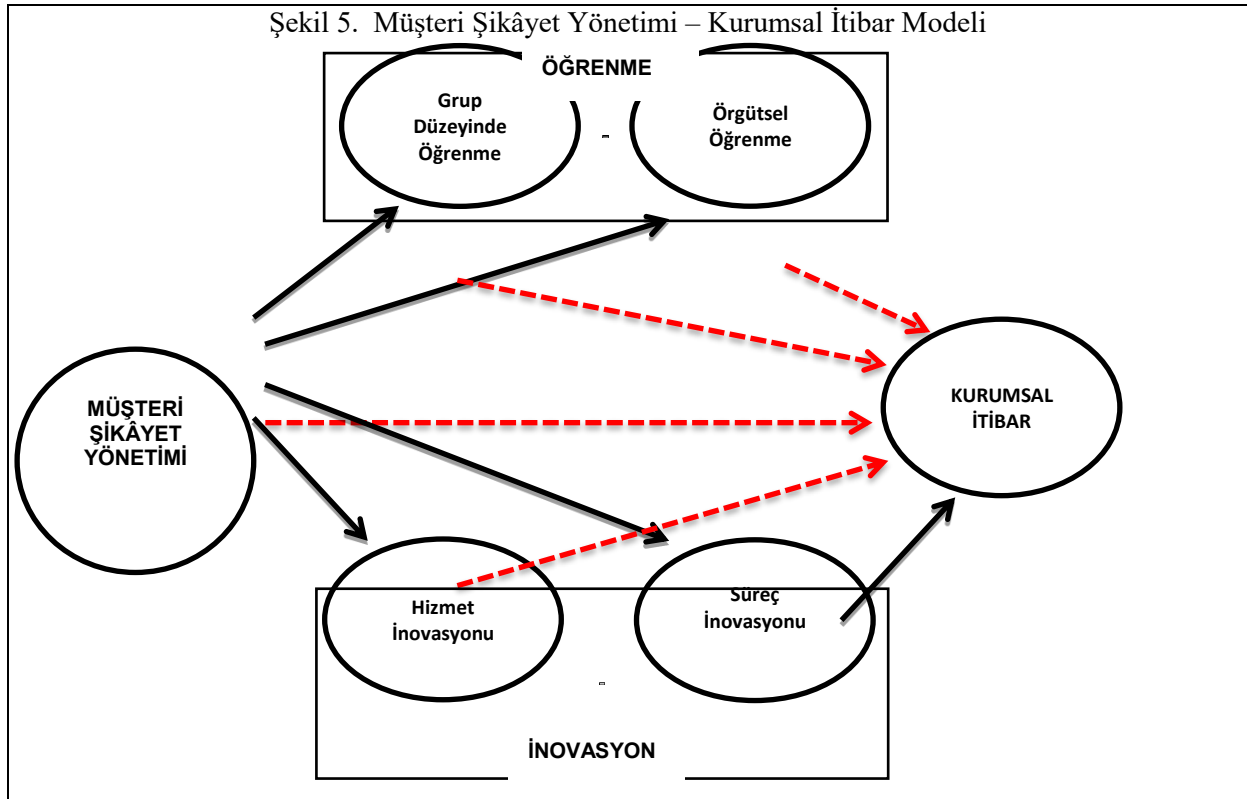 Şekil 5. Müşteri Şikâyet Yönetimi – Kurumsal İtibar Modeli
ÖĞRENME
Grup
Düzeyinde
Öğrenme
-
Örgütsel
Öğrenme
MÜŞTERİ
ŞİKÂYET
YÖNETİMİ
KURUMSAL
İTİBAR
Hizmet
İnovasyonu
-
Süreç
İnovasyonu
İNOVASYON